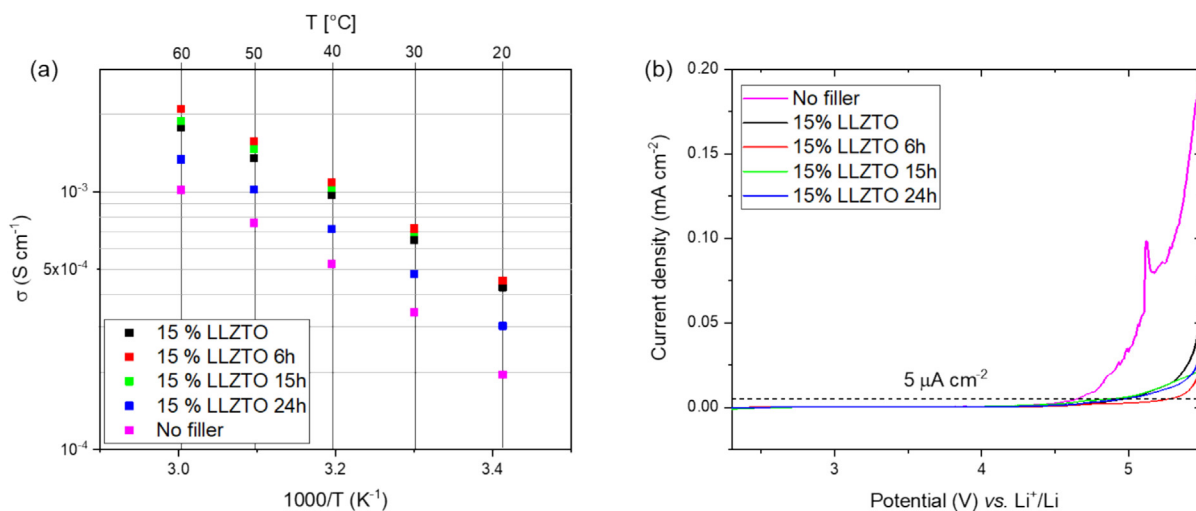 T [°C]
60 50 40 30 20
(a)
10⁻³
5x10⁻⁴
10⁻⁴
σ (S cm⁻¹)
15 % LLZTO
15 % LLZTO 6h
15 % LLZTO 15h
15 % LLZTO 24h
No filler
3.0 3.2 3.4
1000/T (K⁻¹)
(b)
0.20
0.15
0.10
0.05
0.00
Current density (mA cm⁻²)
No filler
15% LLZTO
15% LLZTO 6h
15% LLZTO 15h
15% LLZTO 24h
5 μA cm⁻²
3 4 5
Potential (V) vs. Li⁺/Li